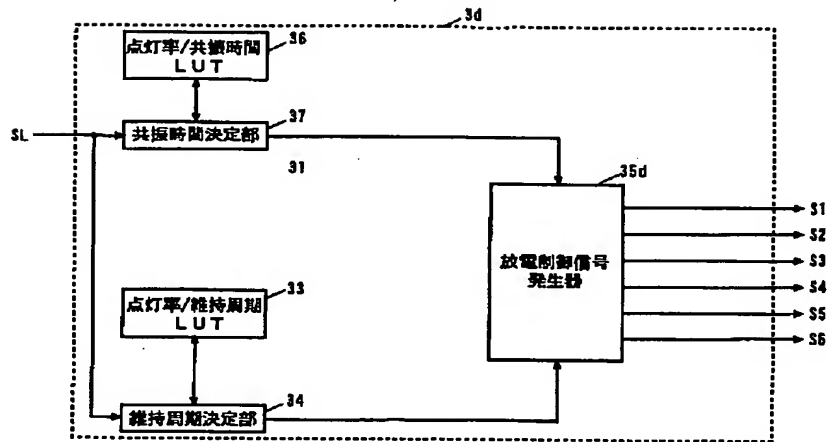 3d
点灯率/共振時間
LUT
36
共振時間決定部
37
SL
31
35d
放電制御信号
発生器
S1
S2
S3
S4
S5
S6
点灯率/維持周期
LUT
33
維持周期決定部
34